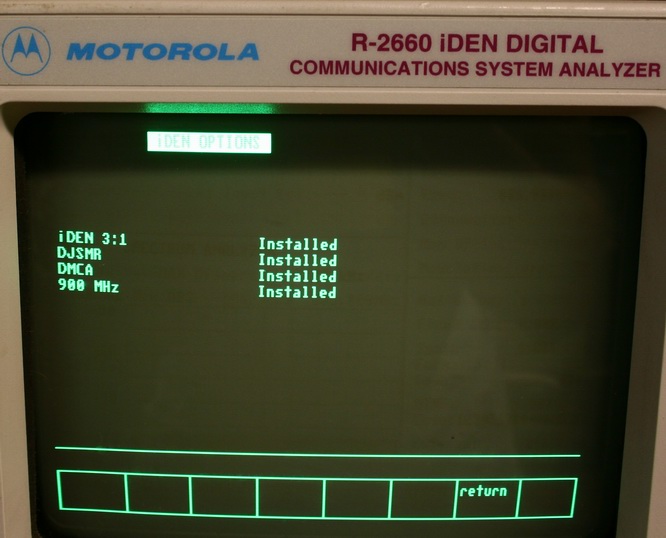 MOTOROLA
R-2660 iDEN DIGITAL
COMMUNICATIONS SYSTEM ANALYZER
iDEN OPTIONS
iDEN 3:1 Installed
DJSMR Installed
DMCA Installed
900 MHz Installed
return